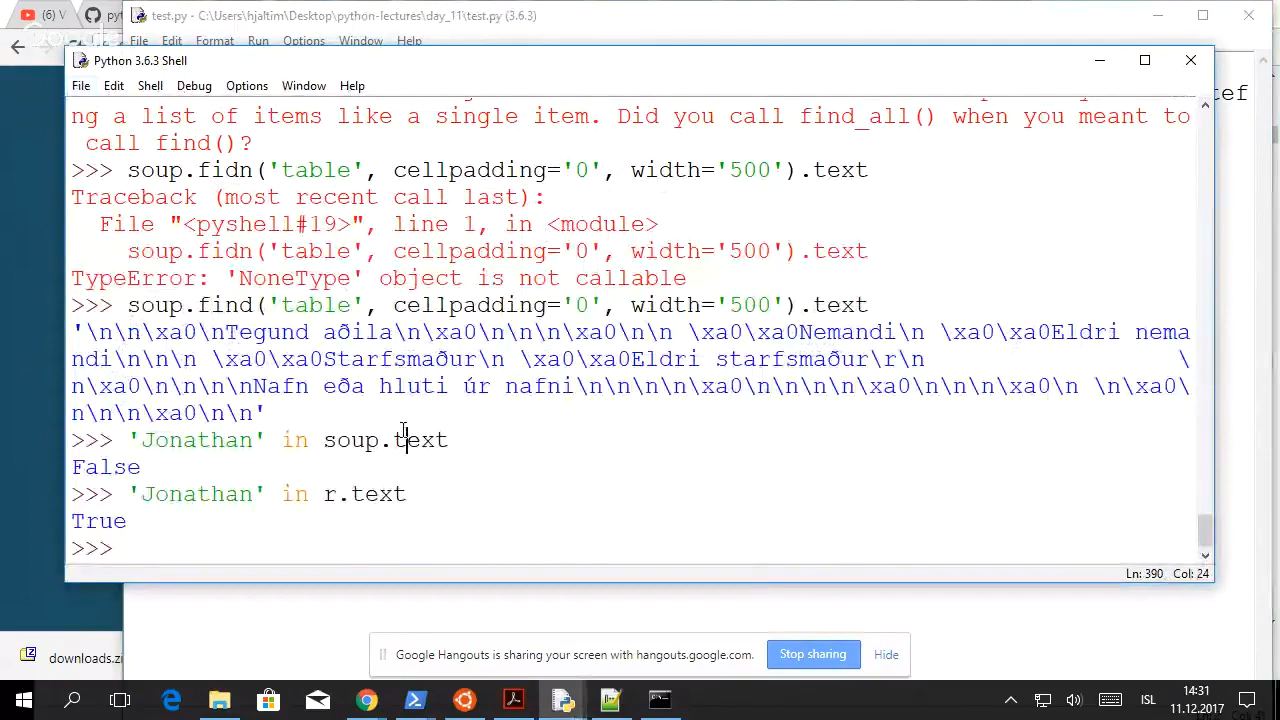 (6) V
pyt
test.py - C:\Users\hjaltim\Desktop\python-lectures\day_11\test.py (3.6.3)
Google
File Edit Format Run Options Window Help
Python 3.6.3 Shell
File Edit Shell Debug Options Window Help
ef
ng a list of items like a single item. Did you call find_all() when you meant to
call find()?
>>> soup.fidn('table', cellpadding='0', width='500').text
Traceback (most recent call last):
File "<pyshell#19>", line 1, in <module>
soup.fidn('table', cellpadding='0', width='500').text
TypeError: 'NoneType' object is not callable
>>> soup.find('table', cellpadding='0', width='500').text
'\n\n\xa0\nTegund aðila\n\xa0\n\n\n\xa0\n\n \xa0\xa0Nemandi\n \xa0\xa0Eldri nema
ndi\n\n\n \xa0\xa0Starfsmaður\n \xa0\xa0Eldri starfsmaður\r\n \
n\xa0\n\n\n\nNafn eða hluti úr nafni\n\n\n\n\xa0\n\n\n\n\xa0\n\n\n\xa0\n \n\xa0\
n\n\n\xa0\n\n'
>>> 'Jonathan' in soup.text
False
>>> 'Jonathan' in r.text
True
>>>
Ln: 390 Col: 24
Google Hangouts is sharing your screen with hangouts.google.com. Stop sharing Hide
downloads.zi
ISL
14:31
11.12.2017